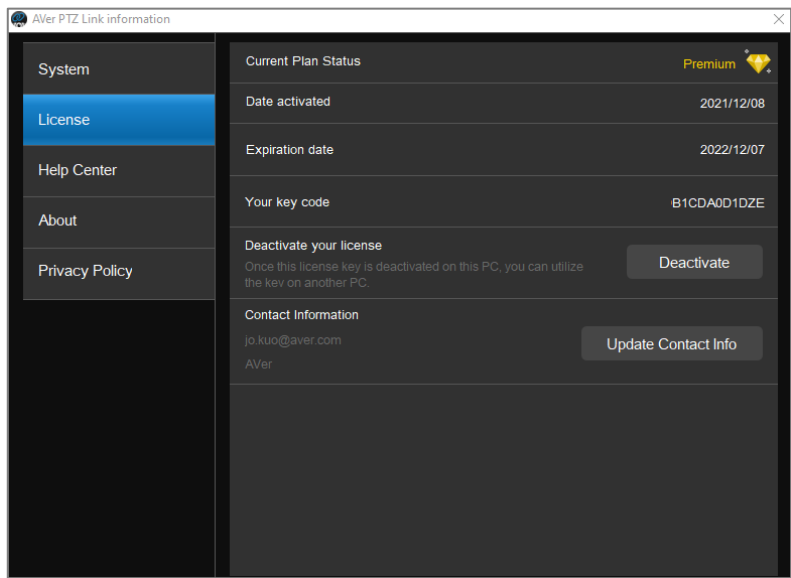 AVer PTZ Link information
System
License
Help Center
About
Privacy Policy
Current Plan Status
Premium
Date activated
2021/12/08
Expiration date
2022/12/07
Your key code
B1CDA0D1DZE
Deactivate your license
Once this license key is deactivated on this PC, you can utilize
the key on another PC.
Deactivate
Contact Information
jo.kuo@aver.com
AVer
Update Contact Info